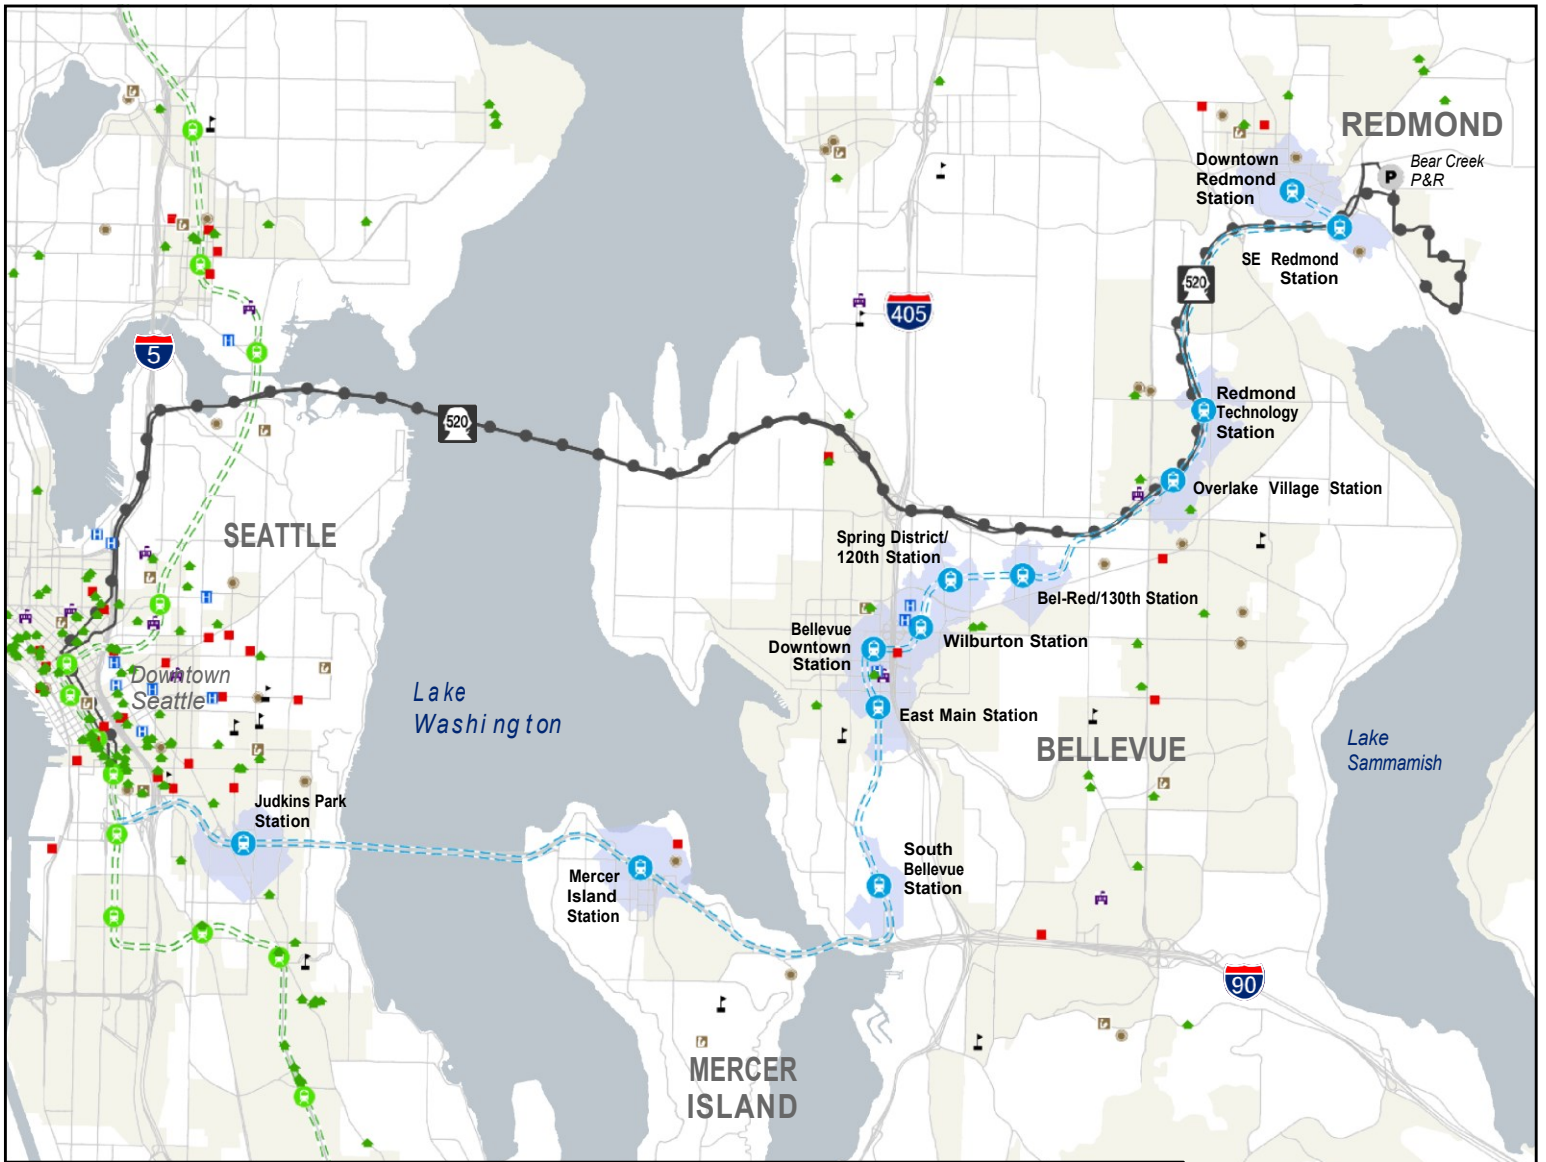 REDMOND
Bear Creek
P&R
P
Downtown
Redmond
Station
SE Redmond
Station
520
405
5
520
Redmond
Technology
Station
Overlake Village Station
SEATTLE
Spring District/
120th Station
Bel-Red/130th Station
Bellevue
Downtown
Station
Wilburton Station
Downtown
Seattle
Lake
Washington
East Main Station
BELLEVUE
Lake
Sammamish
Judkins Park
Station
Mercer
Island
Station
South
Bellevue
Station
90
MERCER
ISLAND
H
H
H
H
H
H
H
H
H
H
H
H